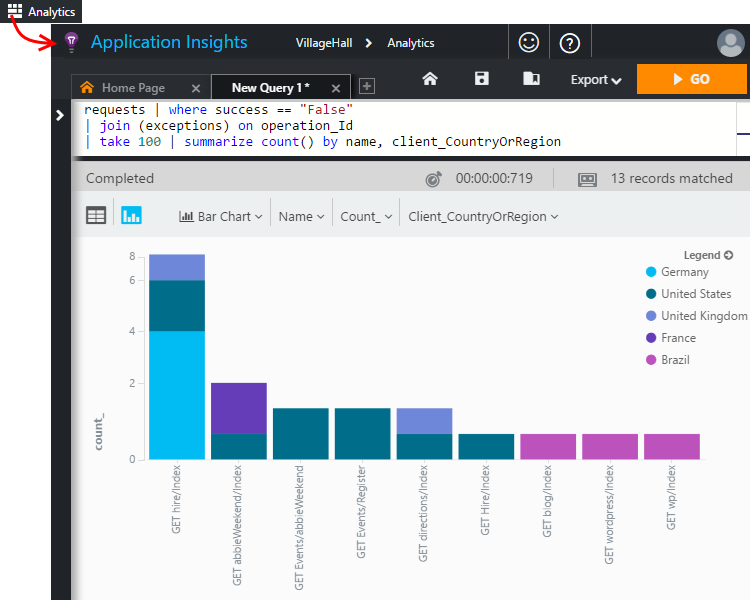 Analytics
Application Insights VillageHall Analytics
Home Page New Query 1* Export GO
requests | where success == "False"
| join (exceptions) on operation_Id
| take 100 | summarize count() by name, client_CountryOrRegion
Completed 00:00:00:719 13 records matched
Bar Chart Name Count_ Client_CountryOrRegion
Legend
Germany
United States
United Kingdom
France
Brazil
8
6
4
2
0
count_
GET hire/Index
GET abbieWeekend/Index
GET Events/abbieWeekend
GET Events/Register
GET directions/Index
GET Hire/Index
GET blog/Index
GET wordpress/Index
GET wp/Index